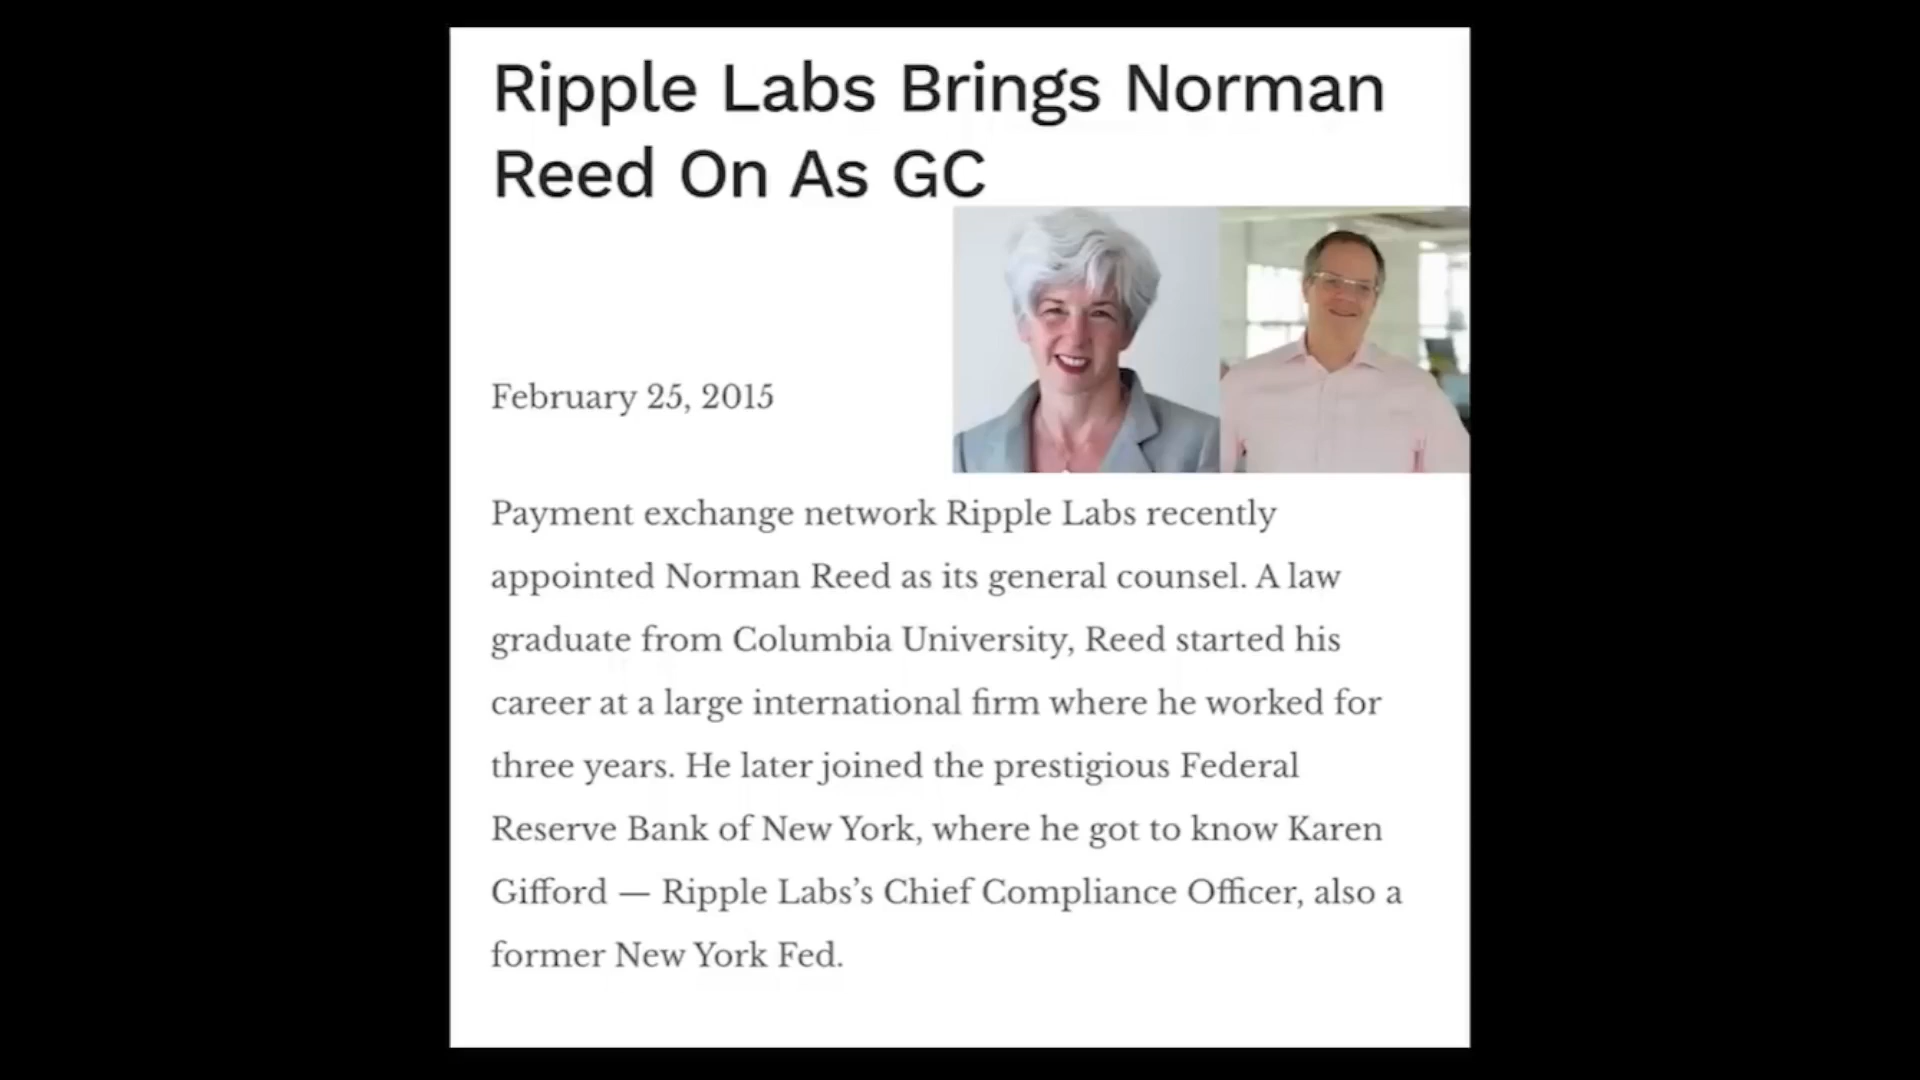 Ripple Labs Brings Norman
Reed On As GC
February 25, 2015
Payment exchange network Ripple Labs recently
appointed Norman Reed as its general counsel. A law
graduate from Columbia University, Reed started his
career at a large international firm where he worked for
three years. He later joined the prestigious Federal
Reserve Bank of New York, where he got to know Karen
Gifford — Ripple Labs’s Chief Compliance Officer, also a
former New York Fed.